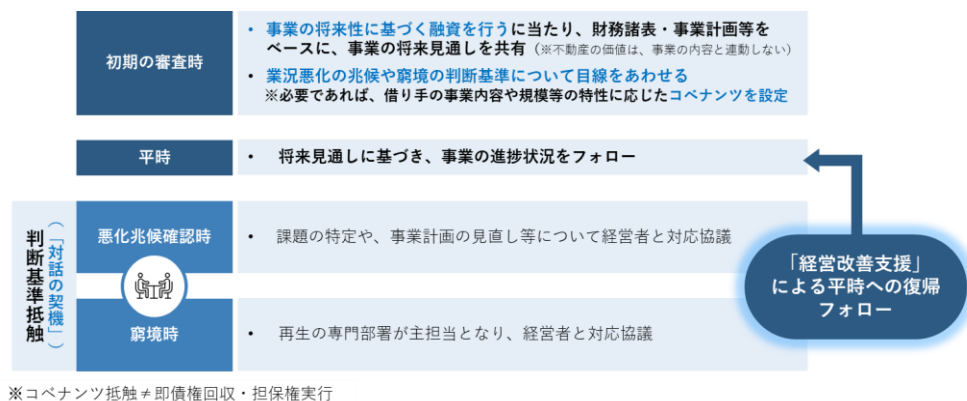 初期の審査時
• 事業の将来性に基づく融資を行うに当たり、財務諸表・事業計画等を
ベースに、事業の将来見通しを共有（※不動産の価値は、事業の内容と連動しない）
• 業況悪化の兆候や窮境の判断基準について目線をあわせる
※必要であれば、借り手の事業内容や規模等の特性に応じたコベナンツを設定
平時
• 将来見通しに基づき、事業の進捗状況をフォロー
判断基準抵触
（「対話の契機」）
悪化兆候確認時
• 課題の特定や、事業計画の見直し等について経営者と対応協議
窮境時
• 再生の専門部署が主担当となり、経営者と対応協議
「経営改善支援」
による平時への復帰
フォロー
※コベナンツ抵触≠即債権回収・担保権実行